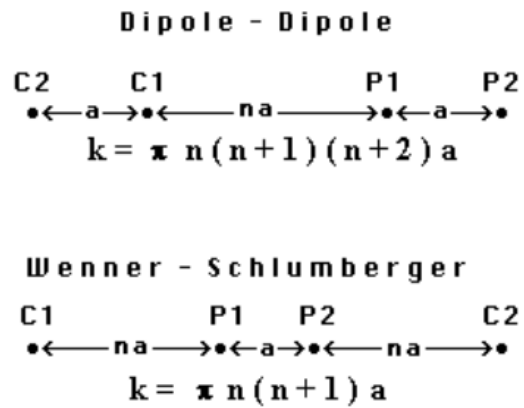 Dipole - Dipole
C2 C1 P1 P2
a na a
k = π n(n+1)(n+2)a
Wenner - Schlumberger
C1 P1 P2 C2
na a na
k = π n(n+1)a